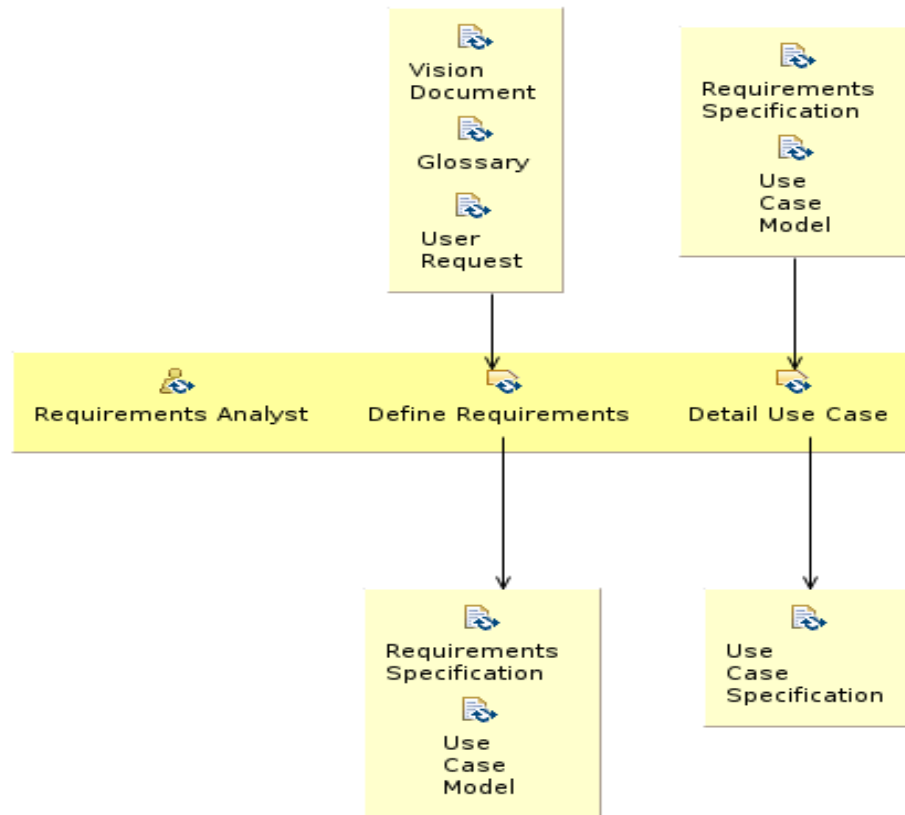 Vision
Document
Glossary
User
Request
Requirements
Specification
Use
Case
Model
Requirements Analyst
Define Requirements
Detail Use Case
Requirements
Specification
Use
Case
Model
Use
Case
Specification